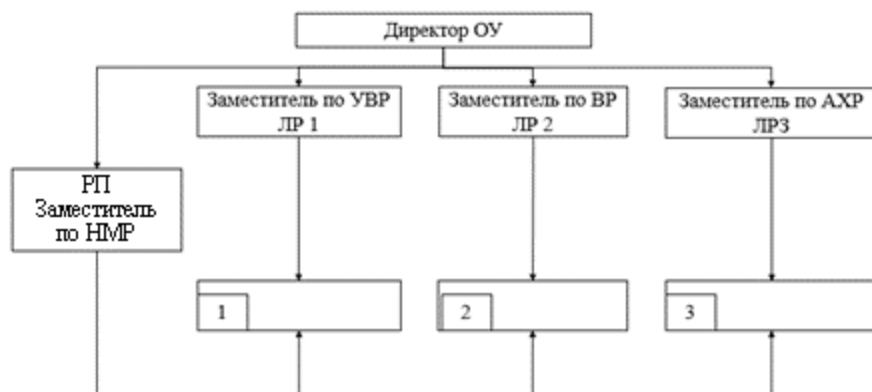 Директор ОУ
Заместитель по УВР
ЛР 1
Заместитель по ВР
ЛР 2
Заместитель по АХР
ЛР3
РП
Заместитель
по НМР
1
2
3